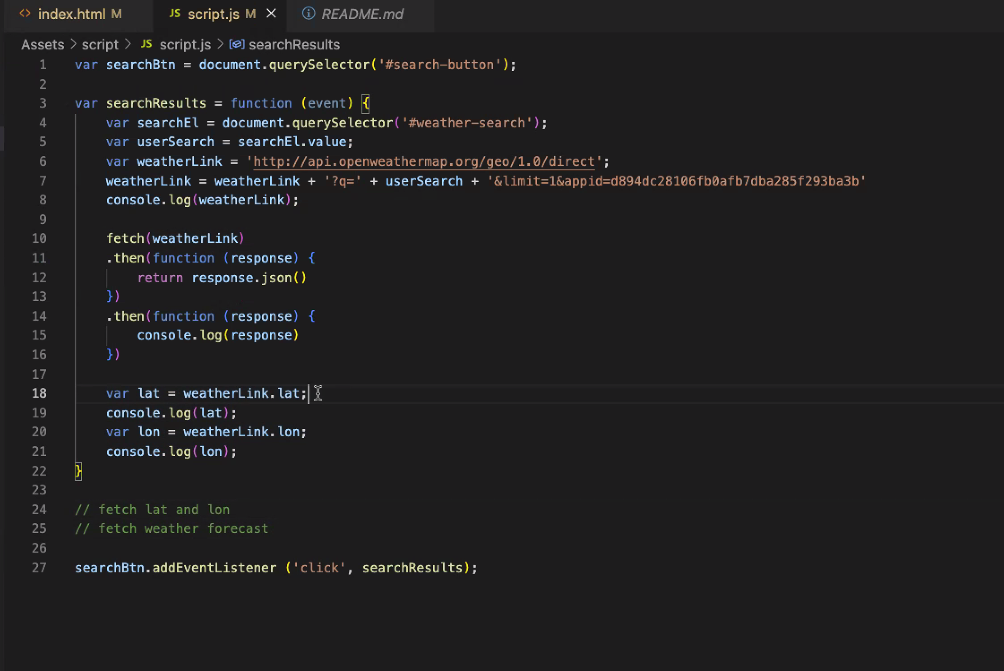 <> index.html M JS script.js M × ⓘ README.md
Assets > script > JS script.js > searchResults
1 var searchBtn = document.querySelector('#search-button');
2
3 var searchResults = function (event) {
4 var searchEl = document.querySelector('#weather-search');
5 var userSearch = searchEl.value;
6 var weatherLink = 'http://api.openweathermap.org/geo/1.0/direct';
7 weatherLink = weatherLink + '?q=' + userSearch + '&limit=1&appid=d894dc28106fb0afb7dba285f293ba3b'
8 console.log(weatherLink);
9
10 fetch(weatherLink)
11 .then(function (response) {
12 return response.json()
13 })
14 .then(function (response) {
15 console.log(response)
16 })
17
18 var lat = weatherLink.lat;
19 console.log(lat);
20 var lon = weatherLink.lon;
21 console.log(lon);
22 }
23
24 // fetch lat and lon
25 // fetch weather forecast
26
27 searchBtn.addEventListener ('click', searchResults);